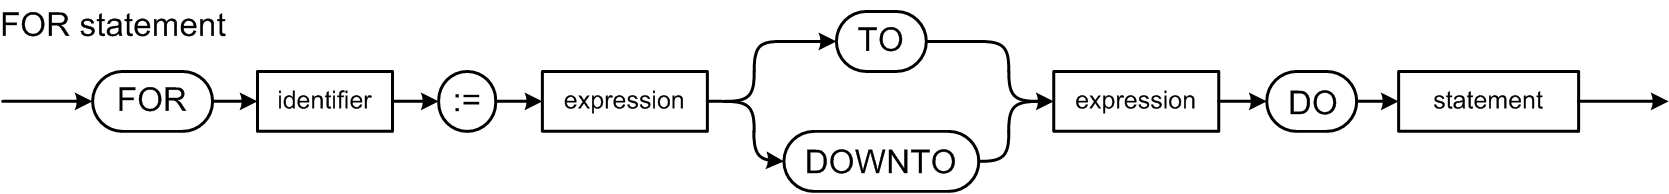 FOR statement
TO
FOR identifier := expression expression DO statement
DOWNTO